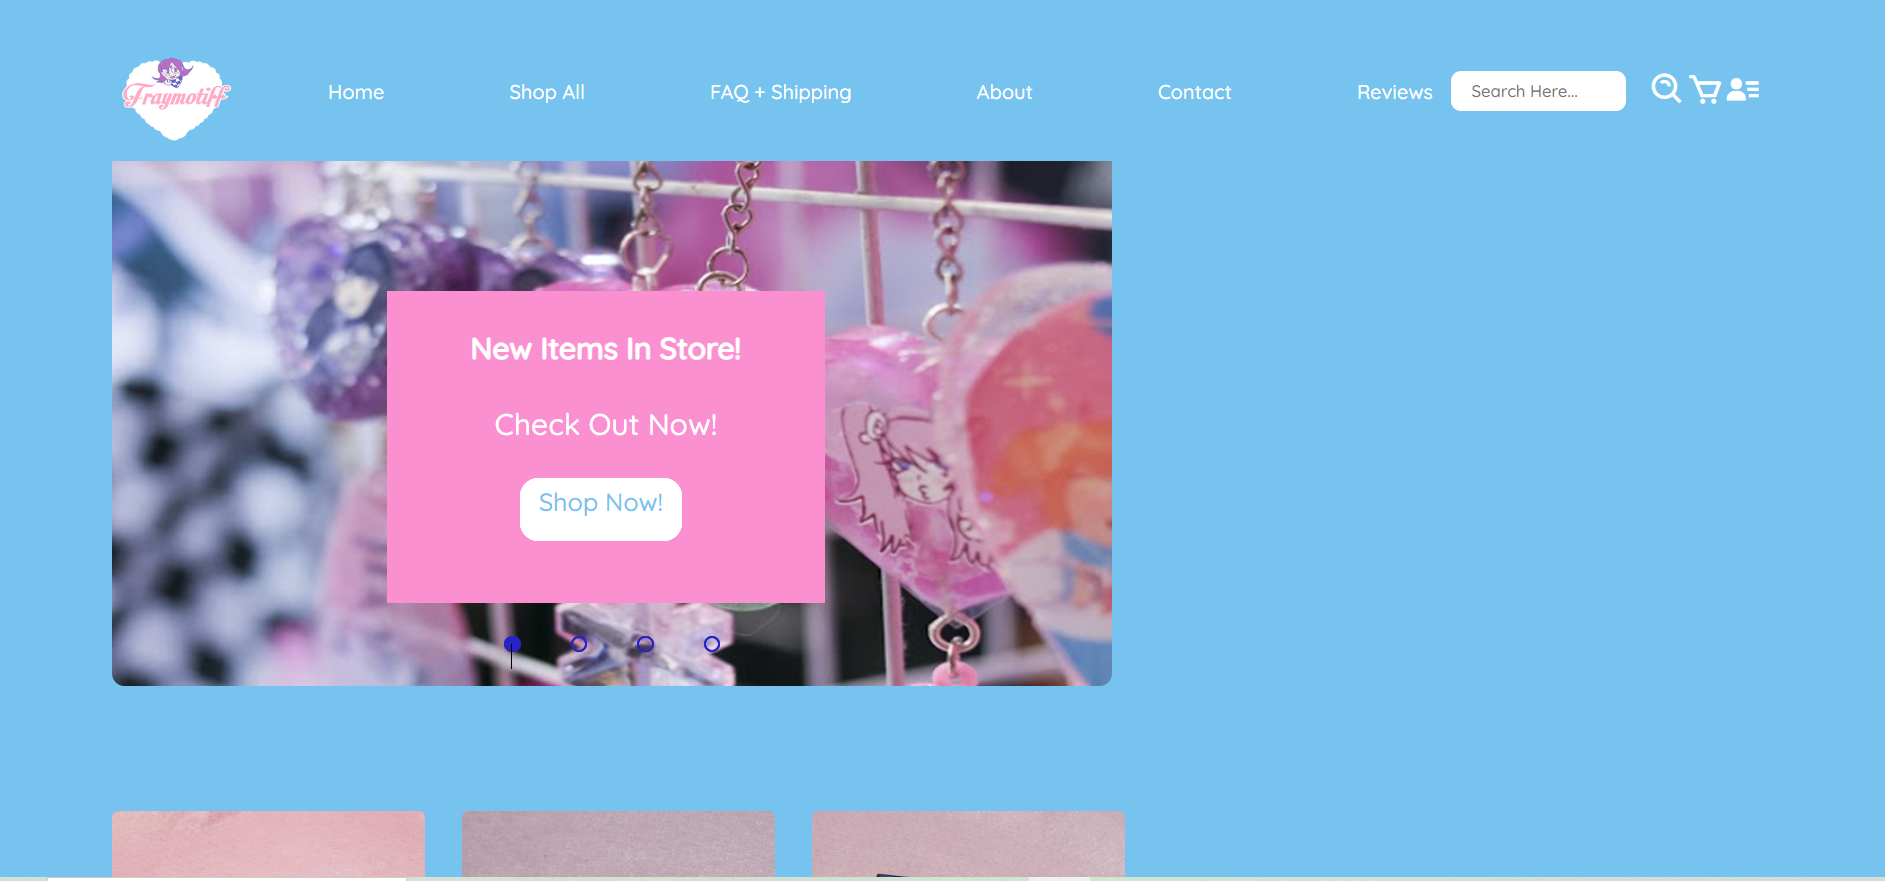 Fraymotiff
Home
Shop All
FAQ + Shipping
About
Contact
Reviews
Search Here...
New Items In Store!
Check Out Now!
Shop Now!